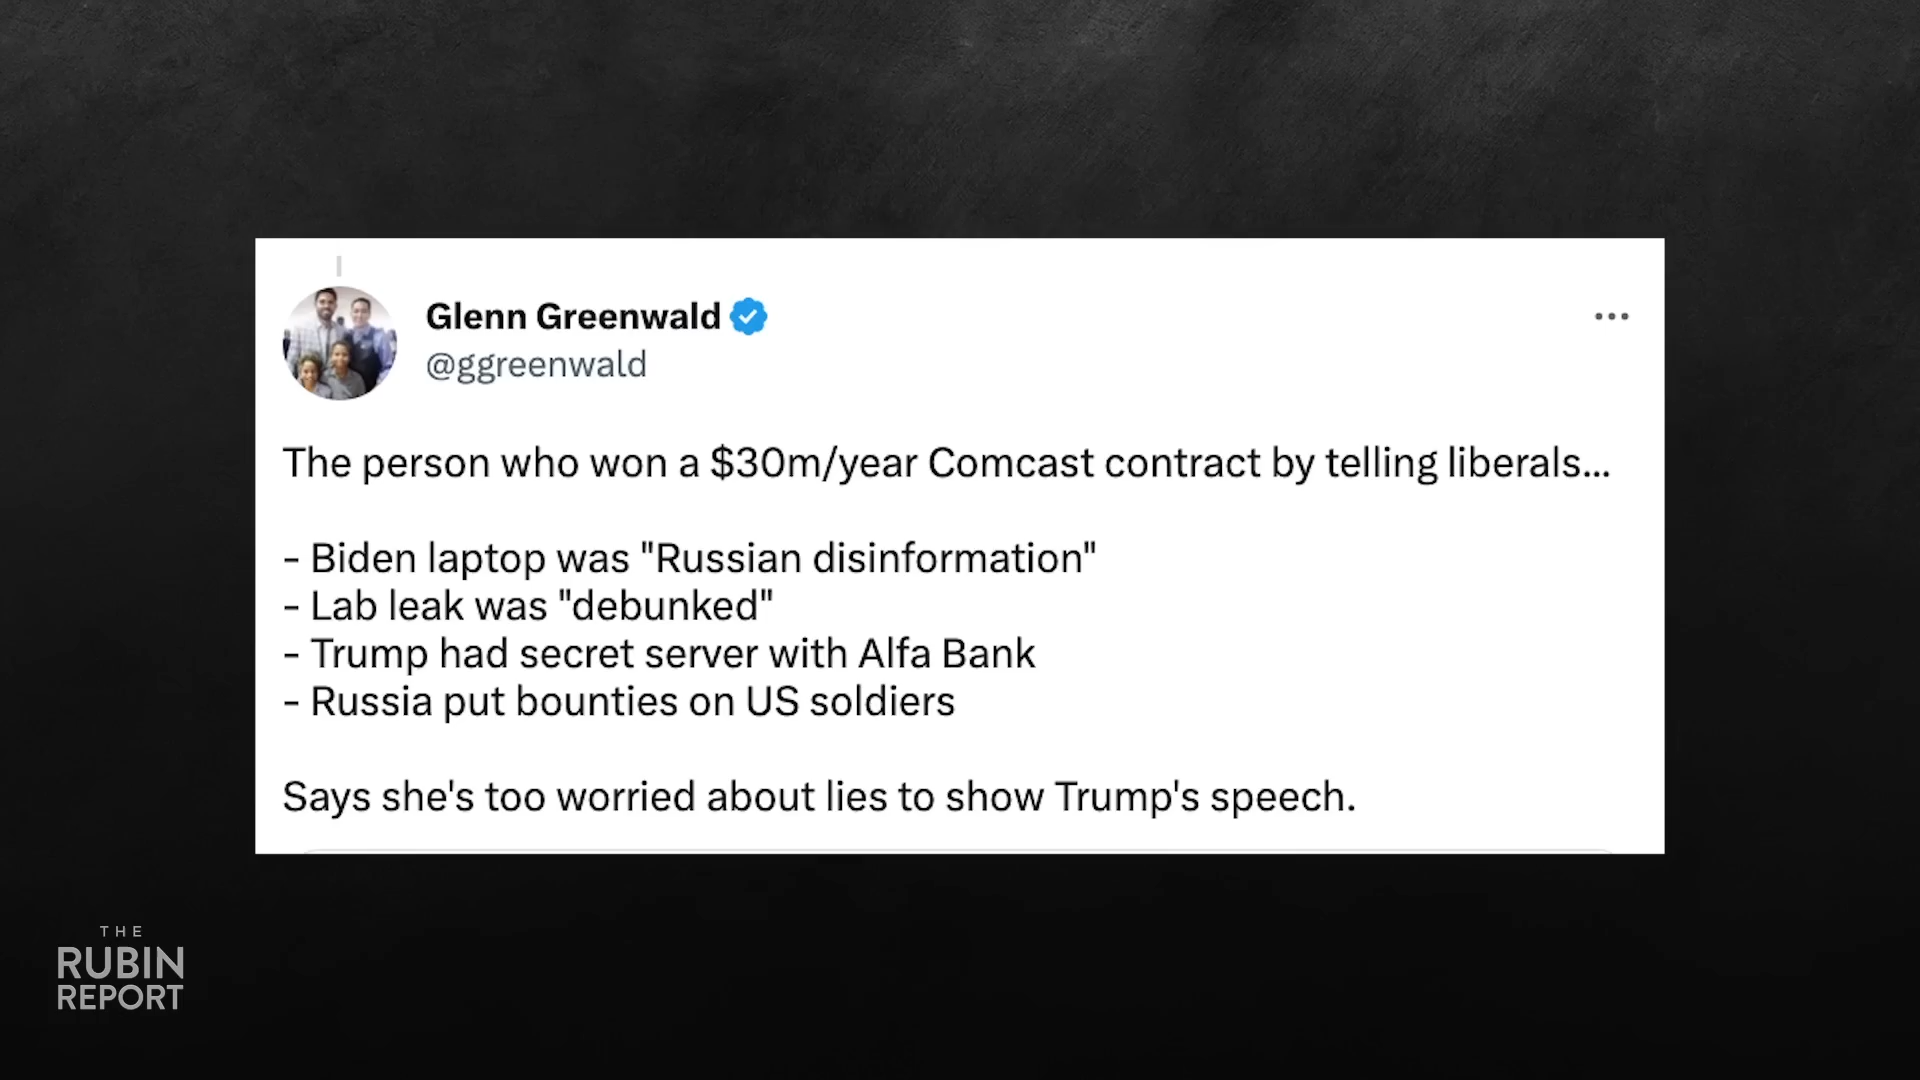 Glenn Greenwald
@ggreenwald
The person who won a $30m/year Comcast contract by telling liberals...
- Biden laptop was "Russian disinformation"
- Lab leak was "debunked"
- Trump had secret server with Alfa Bank
- Russia put bounties on US soldiers
Says she's too worried about lies to show Trump's speech.
THE
RUBIN
REPORT